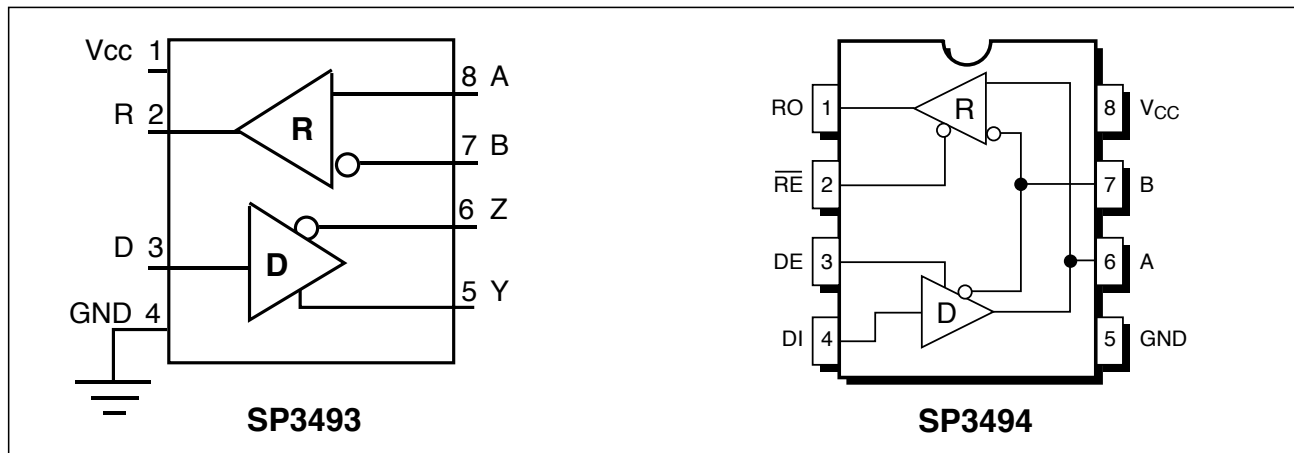 Vcc 1
R 2
D 3
GND 4
R
D
8 A
7 B
6 Z
5 Y
SP3493
RO 1
R̅E̅ 2
DE 3
DI 4
R
D
8 VCC
7 B
6 A
5 GND
SP3494